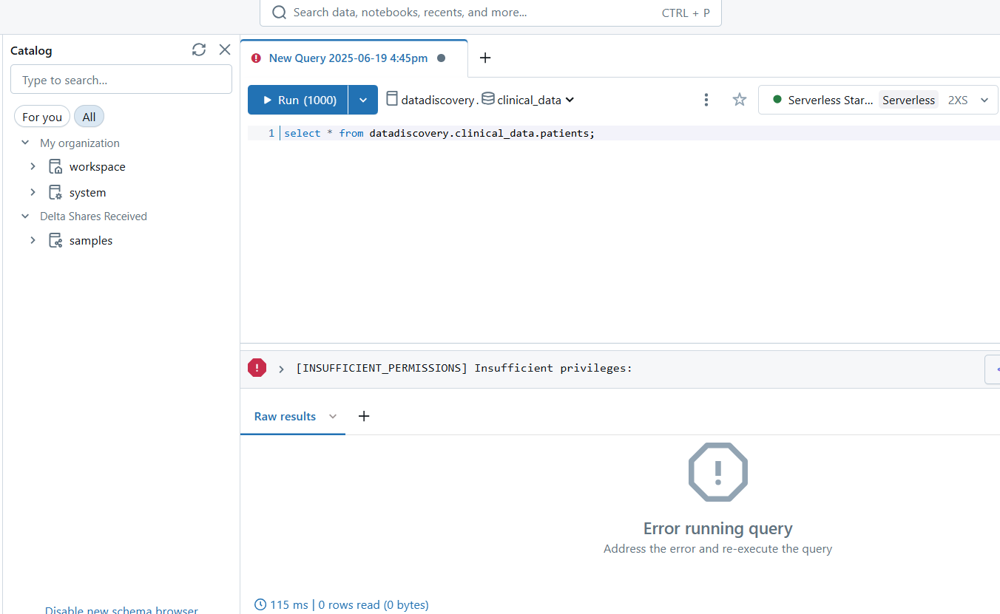 Search data, notebooks, recents, and more... CTRL + P
Catalog
Type to search...
For you All
My organization
workspace
system
Delta Shares Received
samples
Disable new schema browser
New Query 2025-06-19 4:45pm
Run (1000) datadiscovery. clinical_data Serverless Star... Serverless 2XS
1 select * from datadiscovery.clinical_data.patients;
[INSUFFICIENT_PERMISSIONS] Insufficient privileges:
Raw results
Error running query
Address the error and re-execute the query
115 ms | 0 rows read (0 bytes)